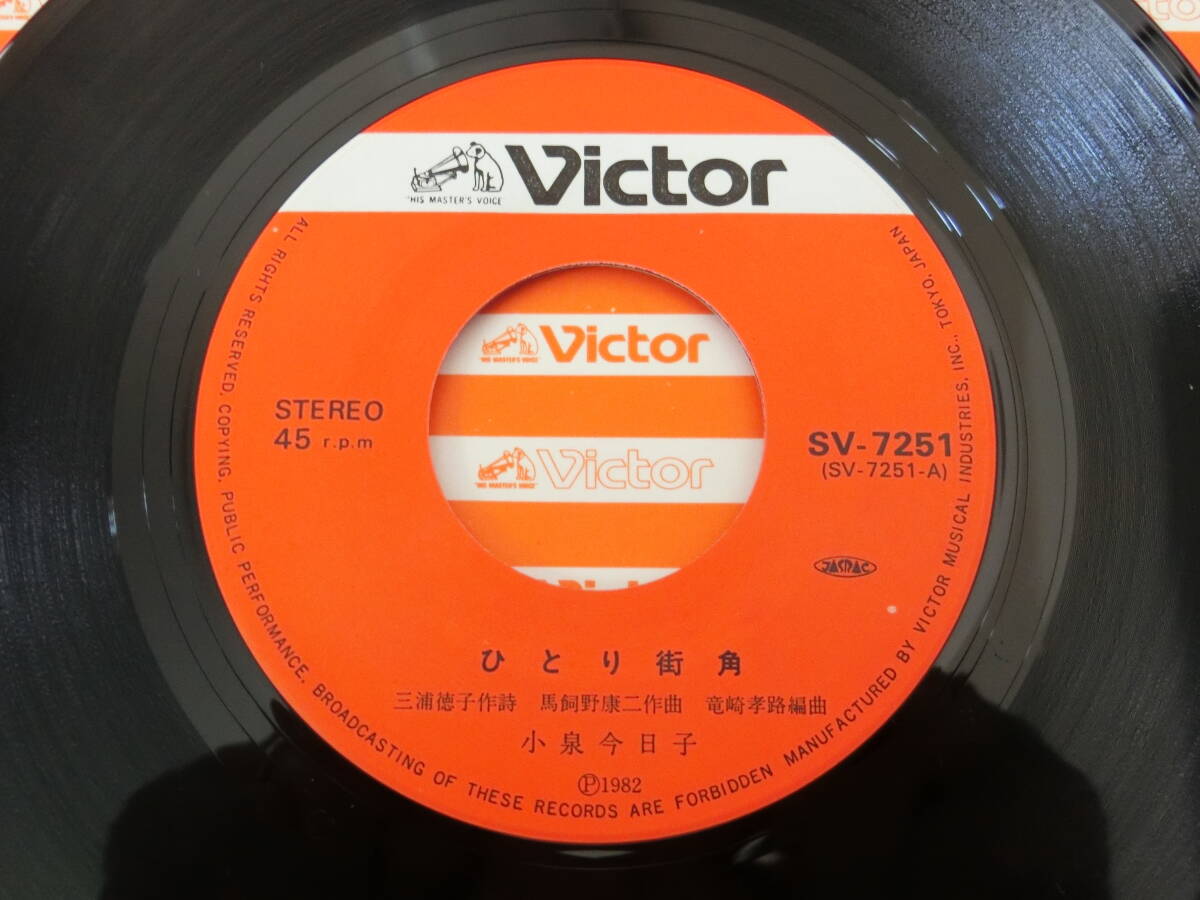 Victor
"HIS MASTER'S VOICE"
Victor
"HIS MASTER'S VOICE"
Victor
"HIS MASTER'S VOICE"
STEREO
45 r.p.m
SV-7251
(SV-7251-A)
JASRAC
ひとり街角
三浦徳子作詩 馬飼野康二作曲 竜崎孝路編曲
小泉今日子
Ⓟ1982
ALL RIGHTS RESERVED. COPYING, PUBLIC PERFORMANCE, BROADCASTING OF THESE RECORDS ARE FORBIDDEN MANUFACTURED BY VICTOR MUSICAL INDUSTRIES, INC., TOKYO, JAPAN